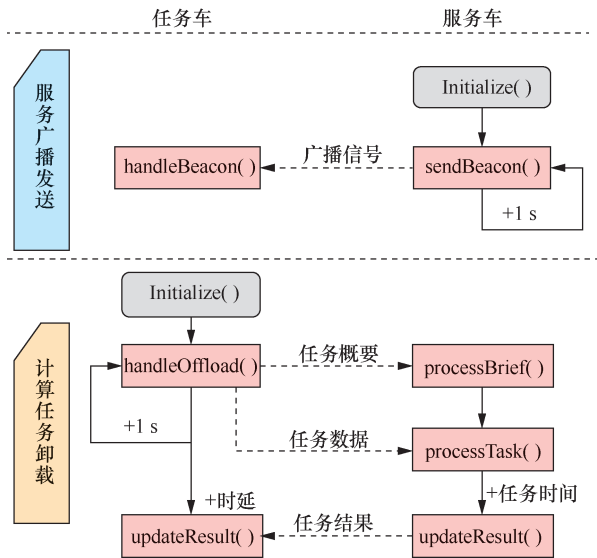 任务车
服务车
服务广播发送
Initialize( )
handleBeacon( )
广播信号
sendBeacon( )
+1 s
计算任务卸载
Initialize( )
handleOffload( )
任务概要
processBrief( )
+1 s
任务数据
processTask( )
+时延
+任务时间
updateResult( )
任务结果
updateResult( )